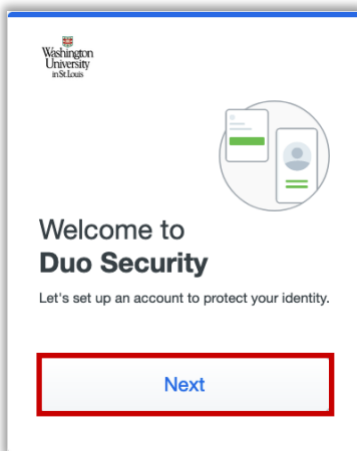 Washington
University
in St.Louis
Welcome to
Duo Security
Let's set up an account to protect your identity.
Next